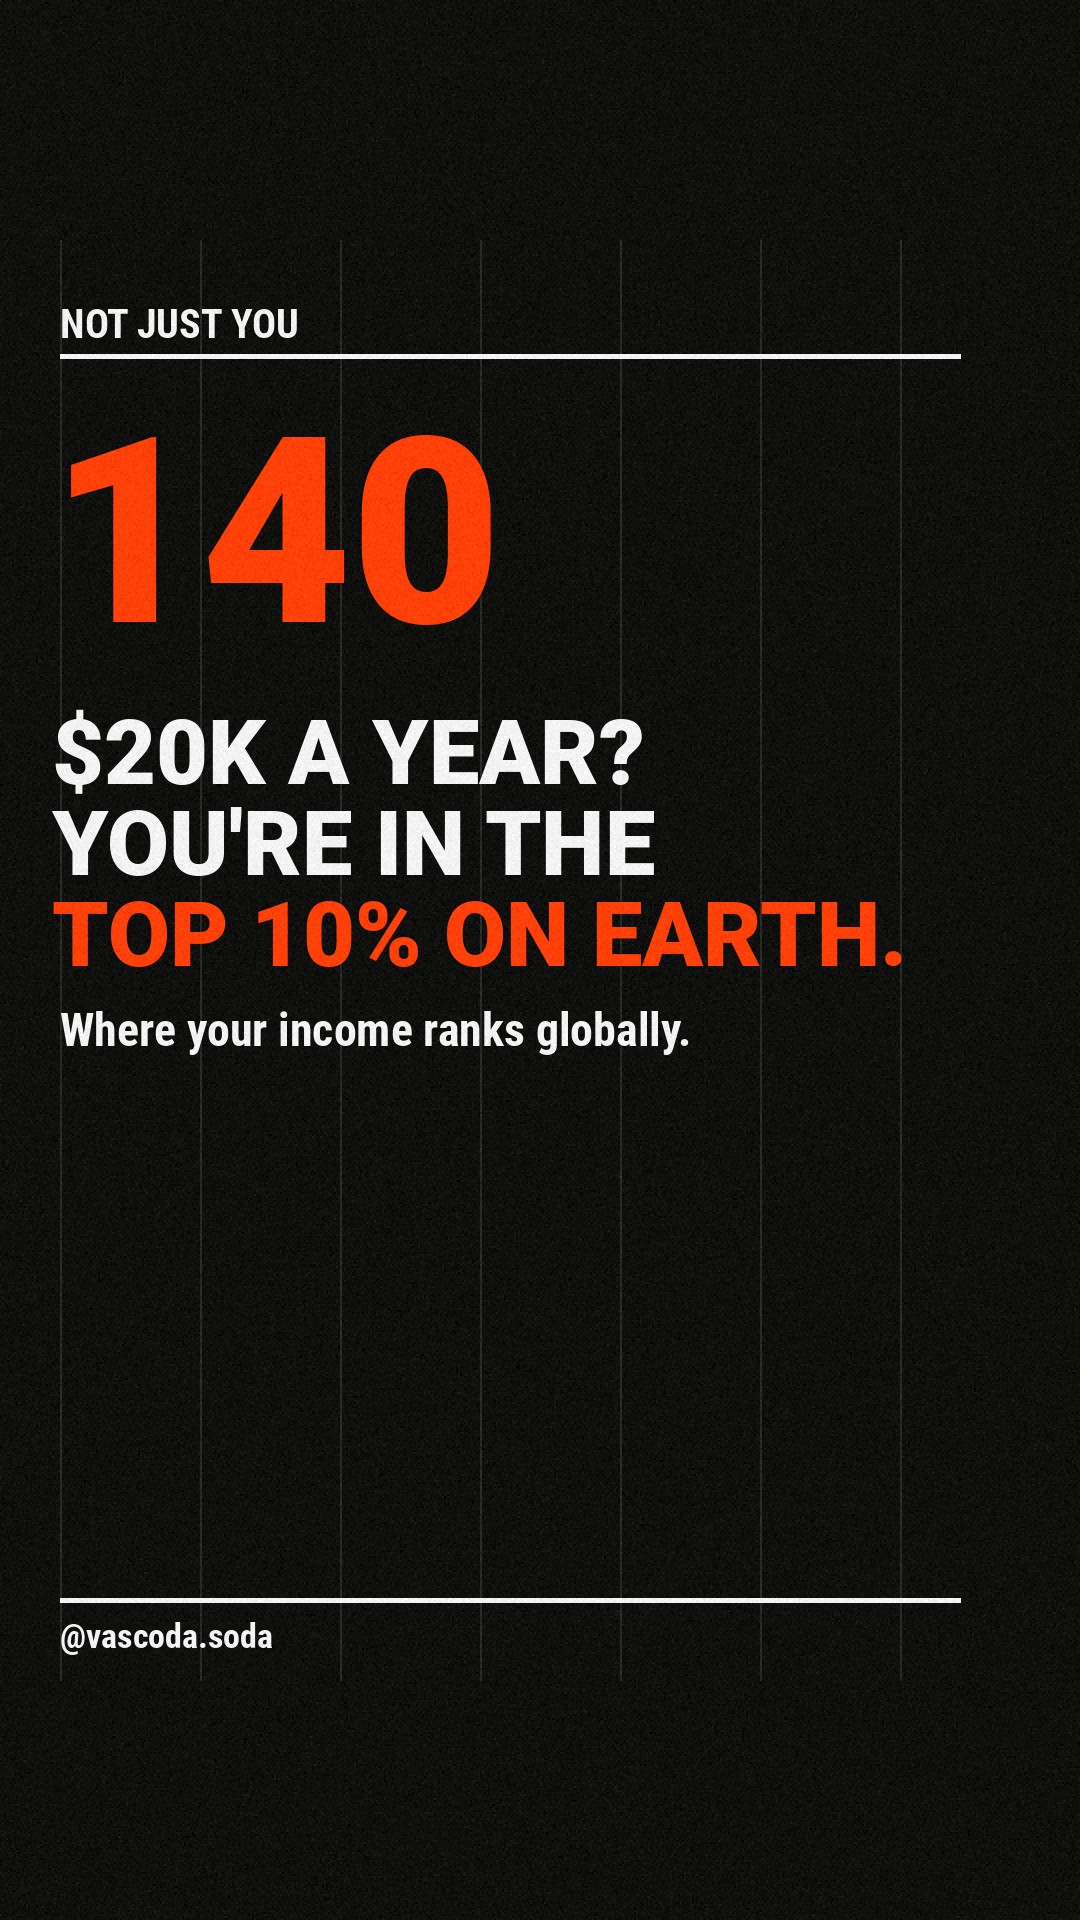 NOT JUST YOU
140
$20K A YEAR?
YOU'RE IN THE
TOP 10% ON EARTH.
Where your income ranks globally.
@vascoda.soda